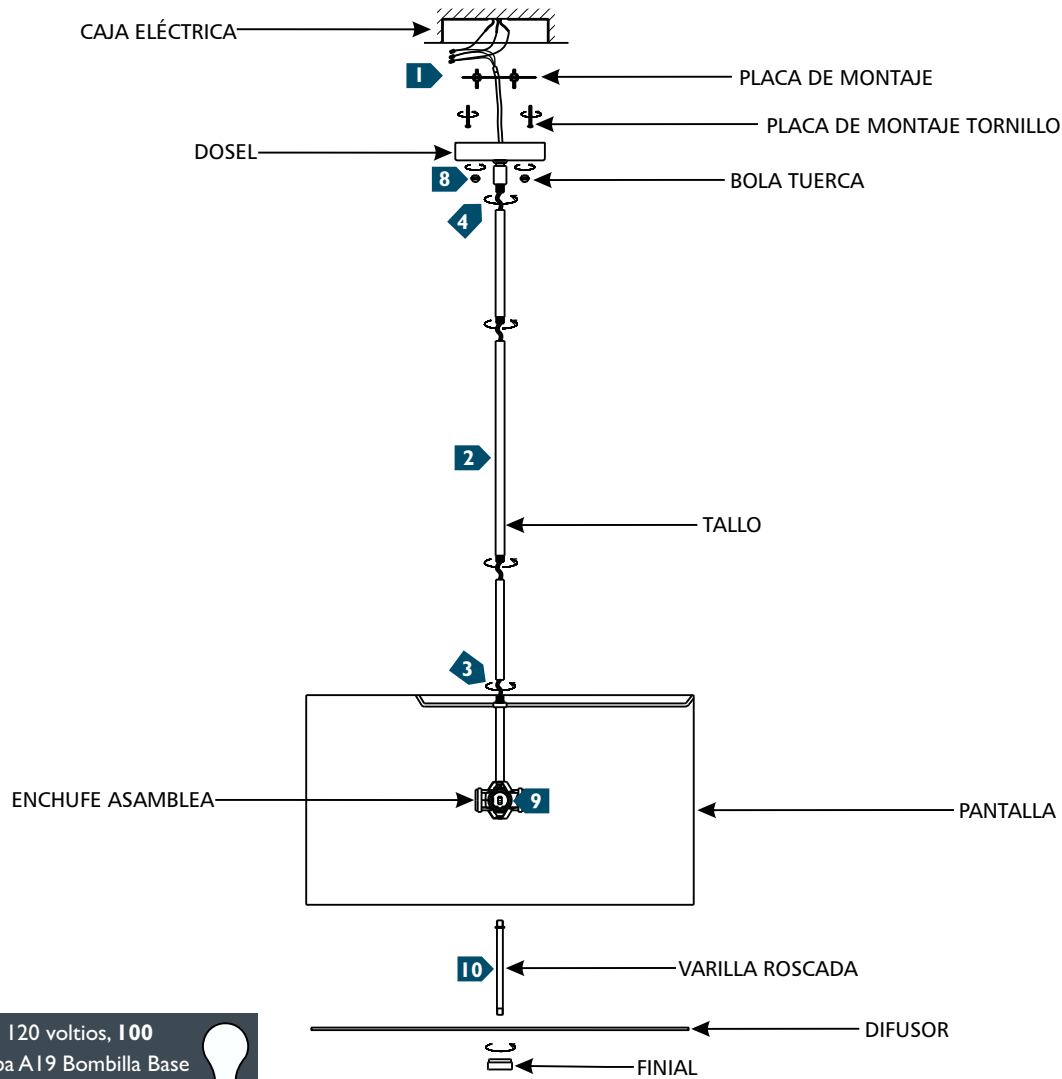 CAJA ELÉCTRICA
1
PLACA DE MONTAJE
PLACA DE MONTAJE TORNILLO
DOSEL
8
BOLA TUERCA
4
2
TALLO
3
ENCHUFE ASAMBLEA
9
PANTALLA
10
VARILLA ROSCADA
120 voltios, 100
A19 Bombilla Base
DIFUSOR
FINIAL